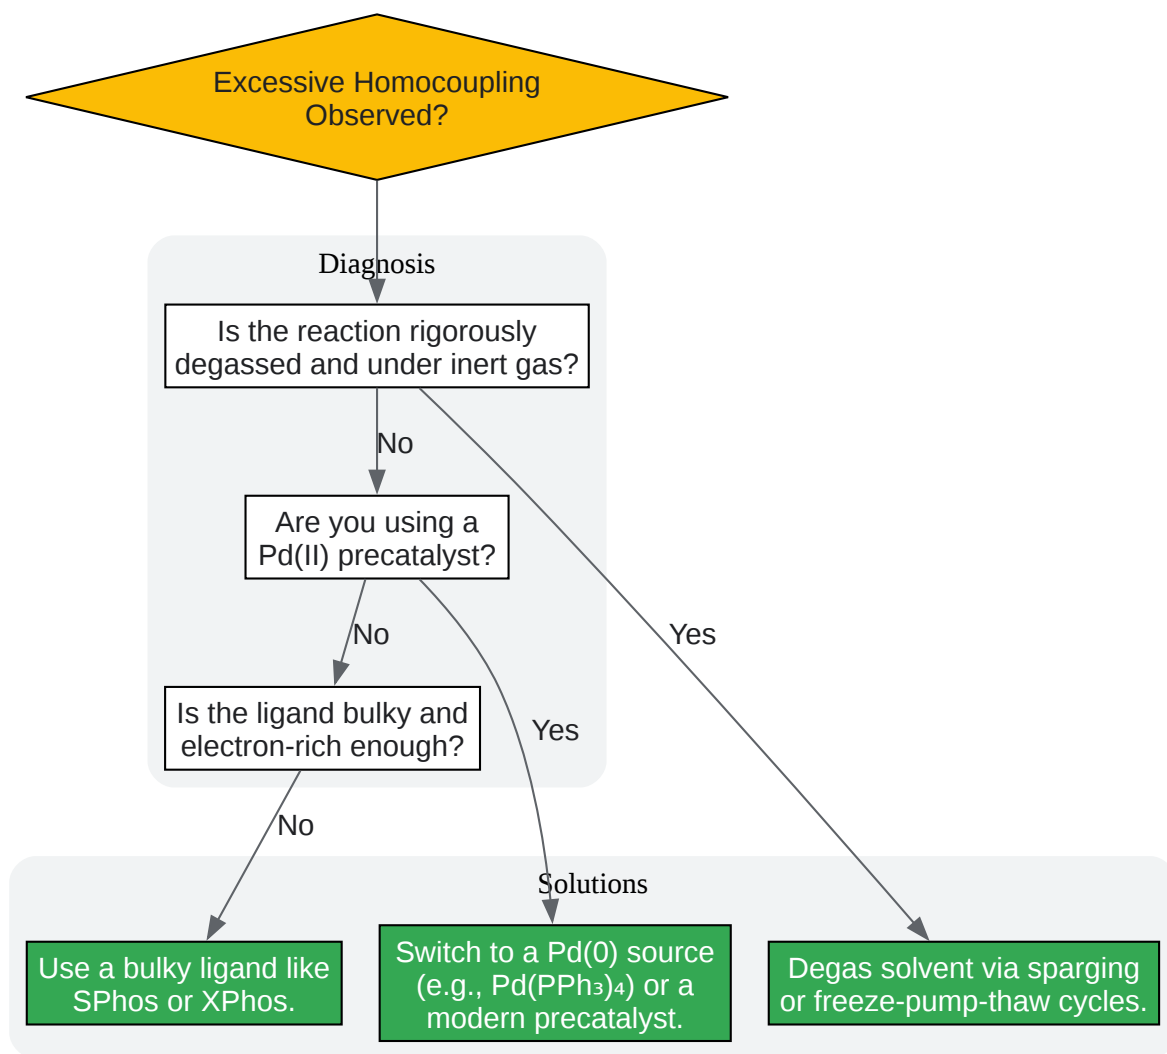 Excessive Homocoupling
Observed?
Diagnosis
Is the reaction rigorously
degassed and under inert gas?
No
Are you using a
Pd(II) precatalyst?
No
Yes
Is the ligand bulky and
electron-rich enough?
Yes
No
Solutions
Use a bulky ligand like
SPhos or XPhos.
Switch to a Pd(0) source
(e.g., Pd(PPh₃)₄) or a
modern precatalyst.
Degas solvent via sparging
or freeze-pump-thaw cycles.